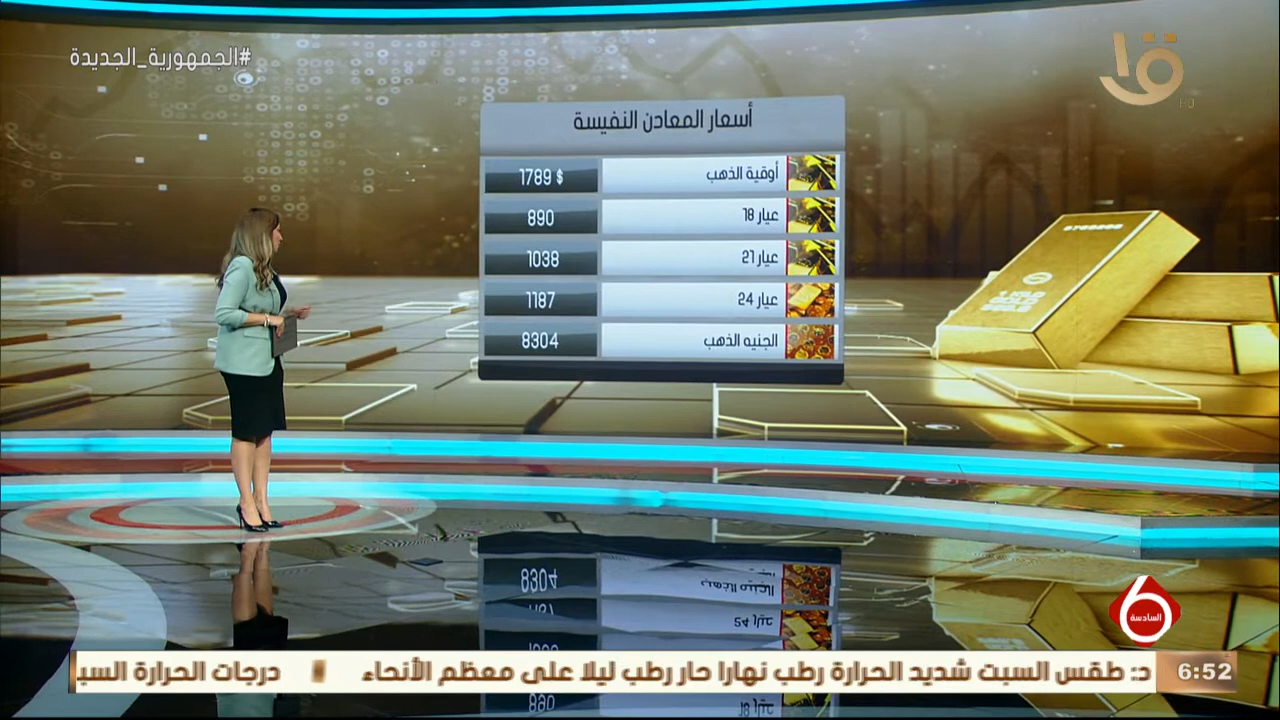 #الجمهورية_الجديدة
أسعار المعادن النفيسة
أوقية الذهب 1789 $
عيار 18 890
عيار 21 1038
عيار 24 1187
الجنيه الذهب 8304
السادسة
6:52 د: طقس السبت شديد الحرارة رطب نهارا حار رطب ليلا على معظم الأنحاء درجات الحرارة السبـ